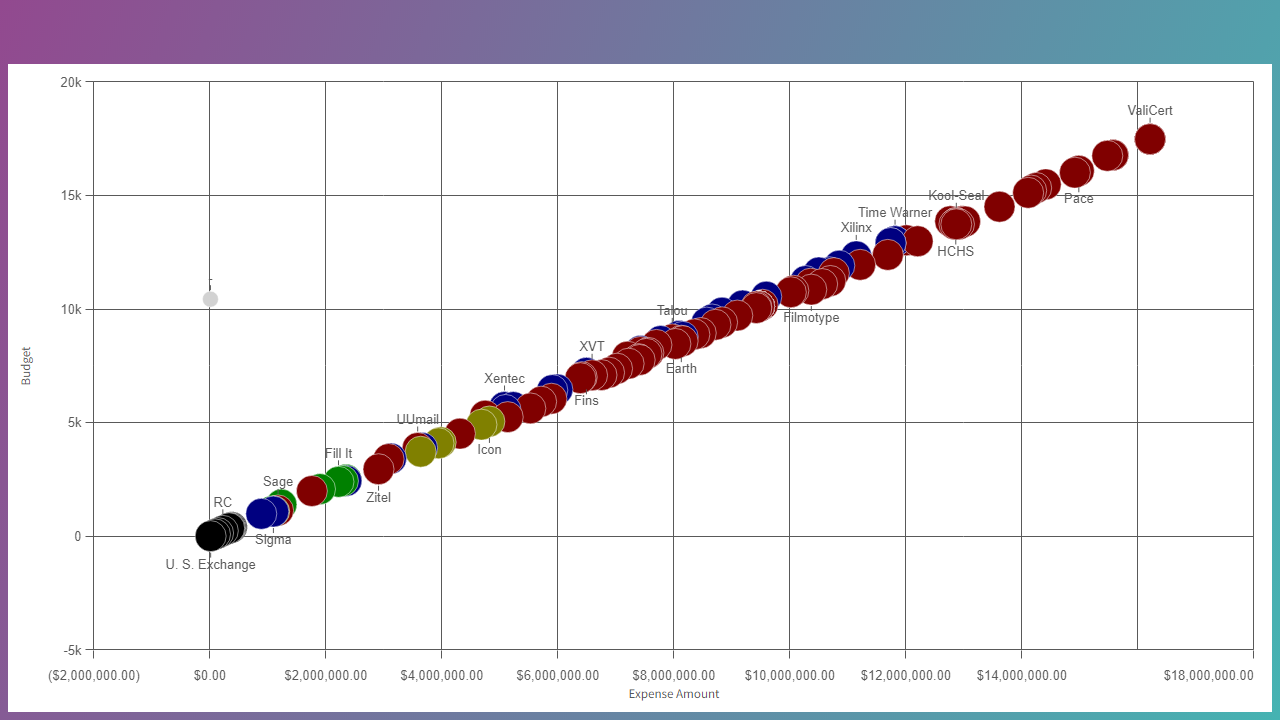 20k
ValiCert
15k
Kool-Seal
Pace
Time Warner
Xilinx
HCHS
10k
Talou
Filmotype
Budget
XVT
Earth
Xentec
Fins
5k
UUmail
Icon
Fill It
Sage
Zitel
RC
0
Sigma
U. S. Exchange
-5k
($2,000,000.00) $0.00 $2,000,000.00 $4,000,000.00 $6,000,000.00 $8,000,000.00 $10,000,000.00 $12,000,000.00 $14,000,000.00 $18,000,000.00
Expense Amount